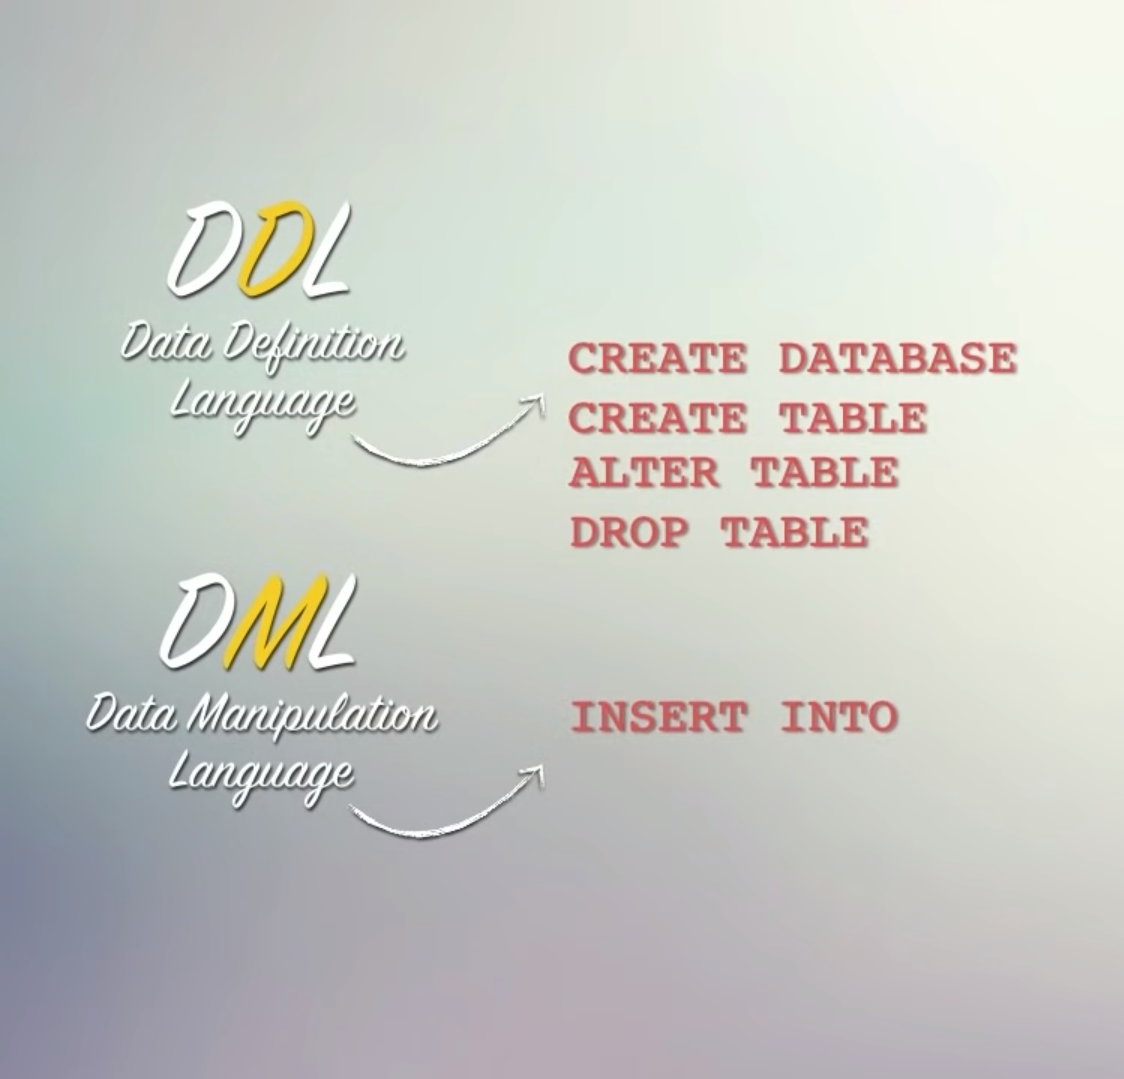 DDL
Data Definition
Language
CREATE DATABASE
CREATE TABLE
ALTER TABLE
DROP TABLE
DML
Data Manipulation
Language
INSERT INTO